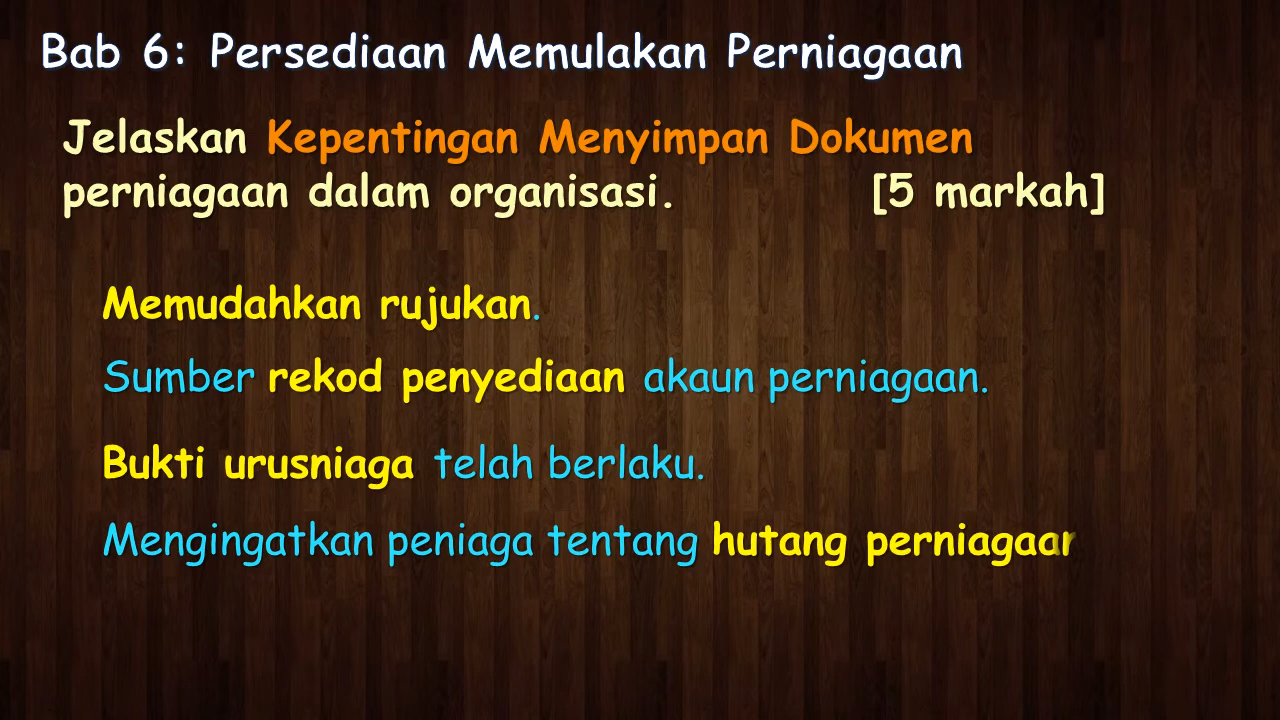 Bab 6: Persediaan Memulakan Perniagaan
Jelaskan Kepentingan Menyimpan Dokumen
perniagaan dalam organisasi. [5 markah]
Memudahkan rujukan.
Sumber rekod penyediaan akaun perniagaan.
Bukti urusniaga telah berlaku.
Mengingatkan peniaga tentang hutang perniagaan